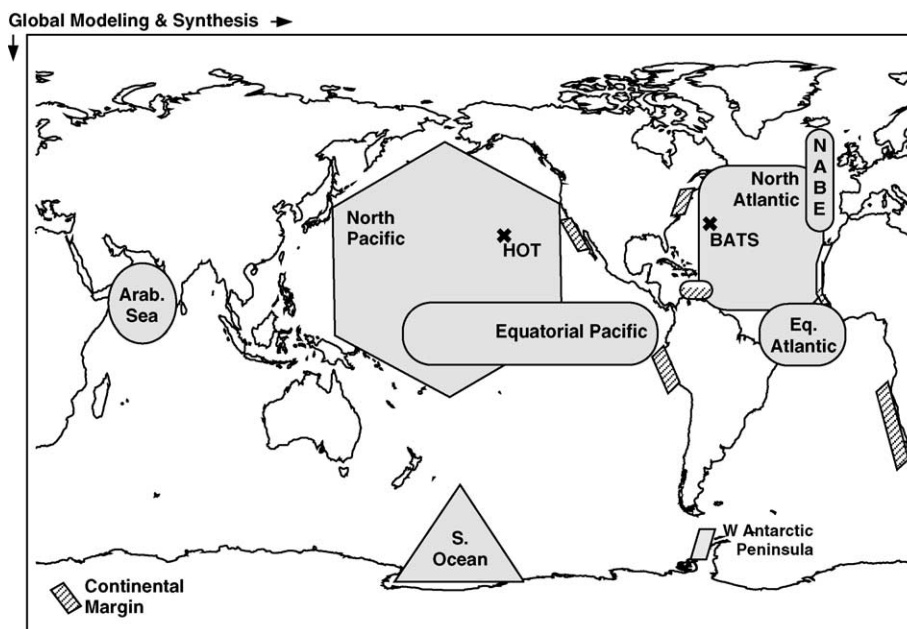 Global Modeling & Synthesis
N
A
B
E
North
Atlantic
North
Pacific
HOT
BATS
Arab.
Sea
Equatorial Pacific
Eq.
Atlantic
S.
Ocean
W Antarctic
Peninsula
Continental
Margin